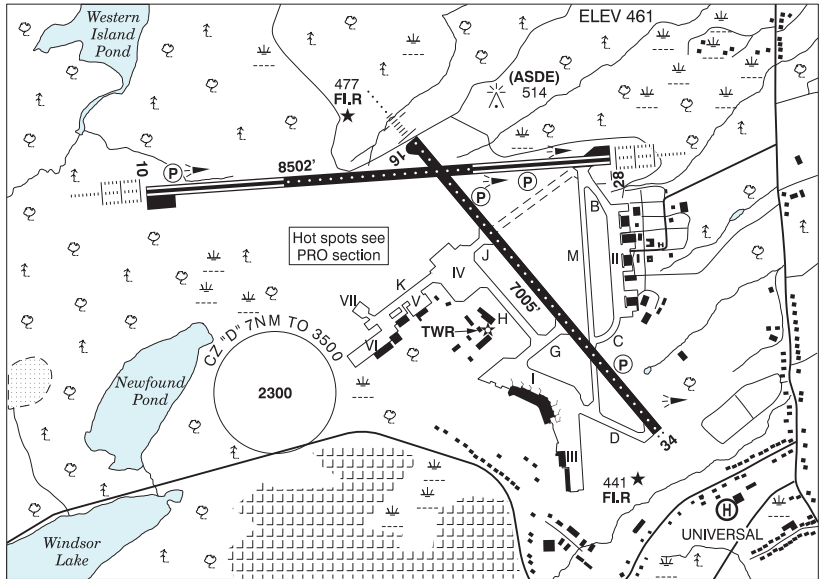 Western
Island
Pond
ELEV 461
(ASDE)
514
477
Fl.R
10
P
8502'
16
P
P
28
Hot spots see
PRO section
B
II
H
M
J
IV
K
V
VII
VI
7005'
TWR
H
C
G
P
I
CZ "D" 7NM TO 3500
2300
Newfound
Pond
D
34
III
441
Fl.R
H
UNIVERSAL
Windsor
Lake